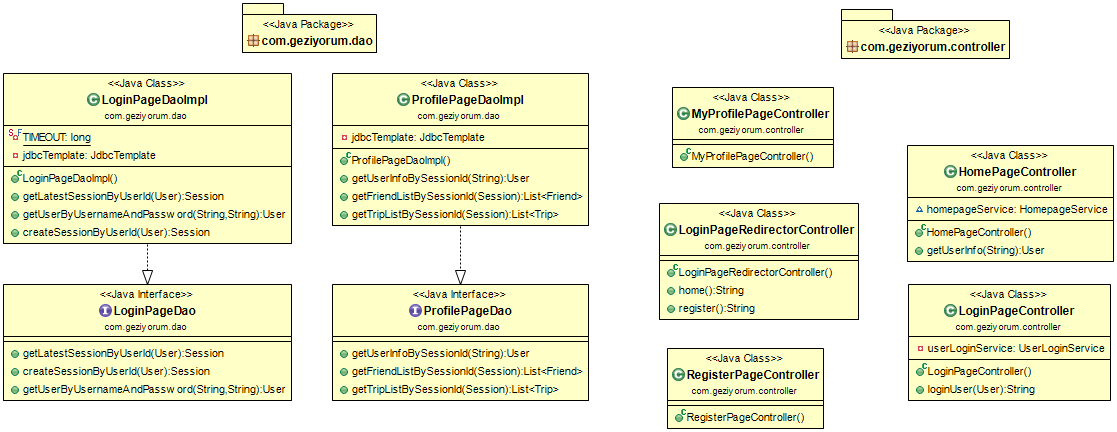 <<Java Package>>
com.geziyorum.dao
<<Java Class>>
LoginPageDaoImpl
com.geziyorum.dao
S F TIMEOUT: long
jdbcTemplate: JdbcTemplate
C LoginPageDaoImpl()
getLatestSessionByUserId(User):Session
getUserByUsernameAndPassword(String,String):User
createSessionByUserId(User):Session
<<Java Interface>>
LoginPageDao
com.geziyorum.dao
getLatestSessionByUserId(User):Session
createSessionByUserId(User):Session
getUserByUsernameAndPassword(String,String):User
<<Java Class>>
ProfilePageDaoImpl
com.geziyorum.dao
jdbcTemplate: JdbcTemplate
C ProfilePageDaoImpl()
getUserInfoBySessionId(String):User
getFriendListBySessionId(Session):List<Friend>
getTripListBySessionId(Session):List<Trip>
<<Java Interface>>
ProfilePageDao
com.geziyorum.dao
getUserInfoBySessionId(String):User
getFriendListBySessionId(Session):List<Friend>
getTripListBySessionId(Session):List<Trip>
<<Java Package>>
com.geziyorum.controller
<<Java Class>>
MyProfilePageController
com.geziyorum.controller
C MyProfilePageController()
<<Java Class>>
LoginPageRedirectorController
com.geziyorum.controller
C LoginPageRedirectorController()
home():String
register():String
<<Java Class>>
RegisterPageController
com.geziyorum.controller
C RegisterPageController()
<<Java Class>>
HomePageController
com.geziyorum.controller
homepageService: HomepageService
C HomePageController()
getUserInfo(String):User
<<Java Class>>
LoginPageController
com.geziyorum.controller
userLoginService: UserLoginService
C LoginPageController()
loginUser(User):String